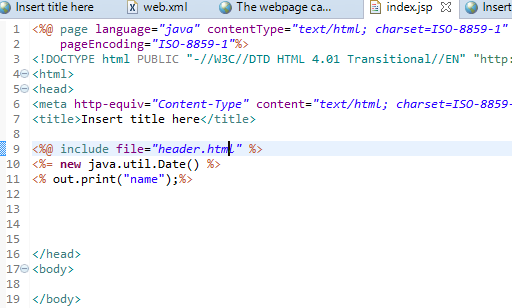 Insert title here
web.xml
The webpage ca...
index.jsp
Insert
1 <%@ page language="java" contentType="text/html; charset=ISO-8859-1"
2 pageEncoding="ISO-8859-1"%>
3 <!DOCTYPE html PUBLIC "-//W3C//DTD HTML 4.01 Transitional//EN" "http:
4 <html>
5 <head>
6 <meta http-equiv="Content-Type" content="text/html; charset=ISO-8859-
7 <title>Insert title here</title>
8
9 <%@ include file="header.html" %>
10 <%= new java.util.Date() %>
11 <% out.print("name");%>
12
13
14
15
16 </head>
17 <body>
18
19 </body>